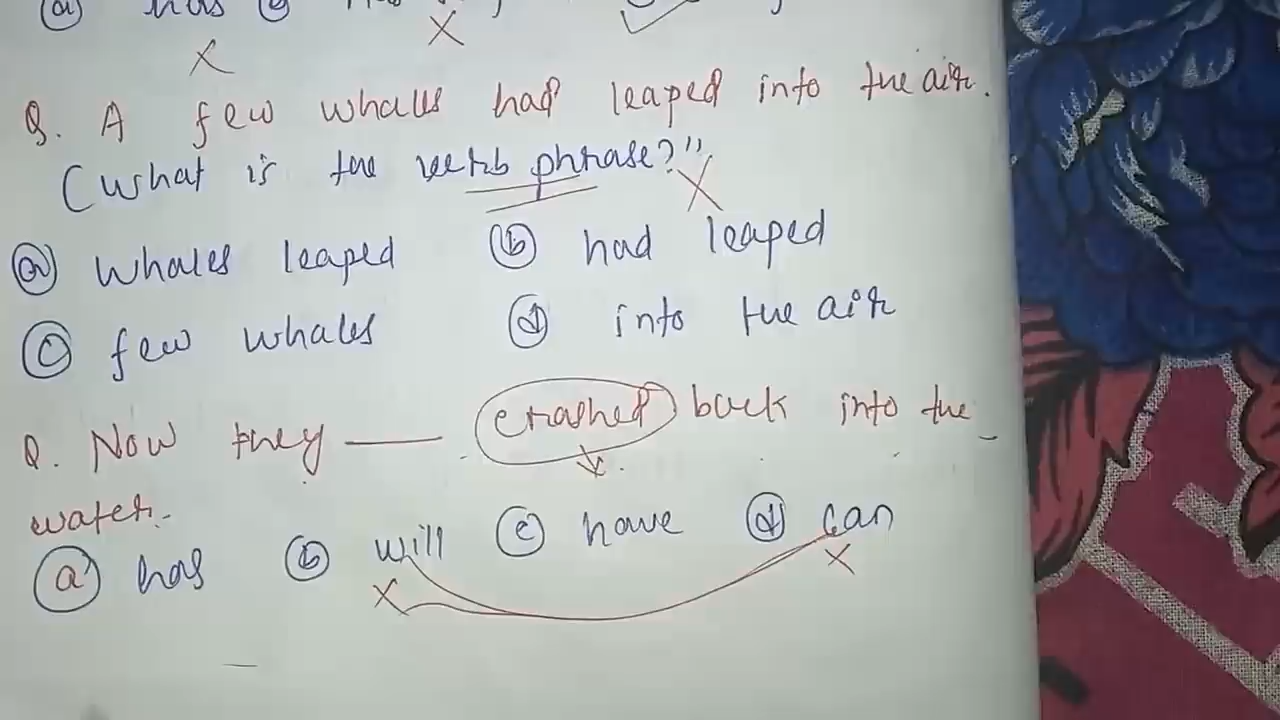 (a) has (c)
Q. A few whales had leaped into the air.
(what is the verb phrase?"
(a) whales leaped (b) had leaped
(c) few whales (d) into the air
Q. Now they —— crashed back into the
water.
(a) has (b) will (c) have (d) can